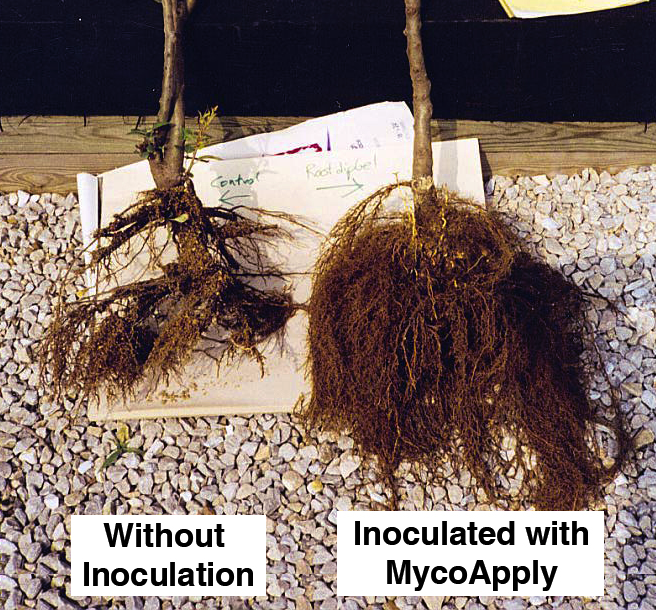 Control
Root dip Gel
Without
Inoculation
Inoculated with
MycoApply